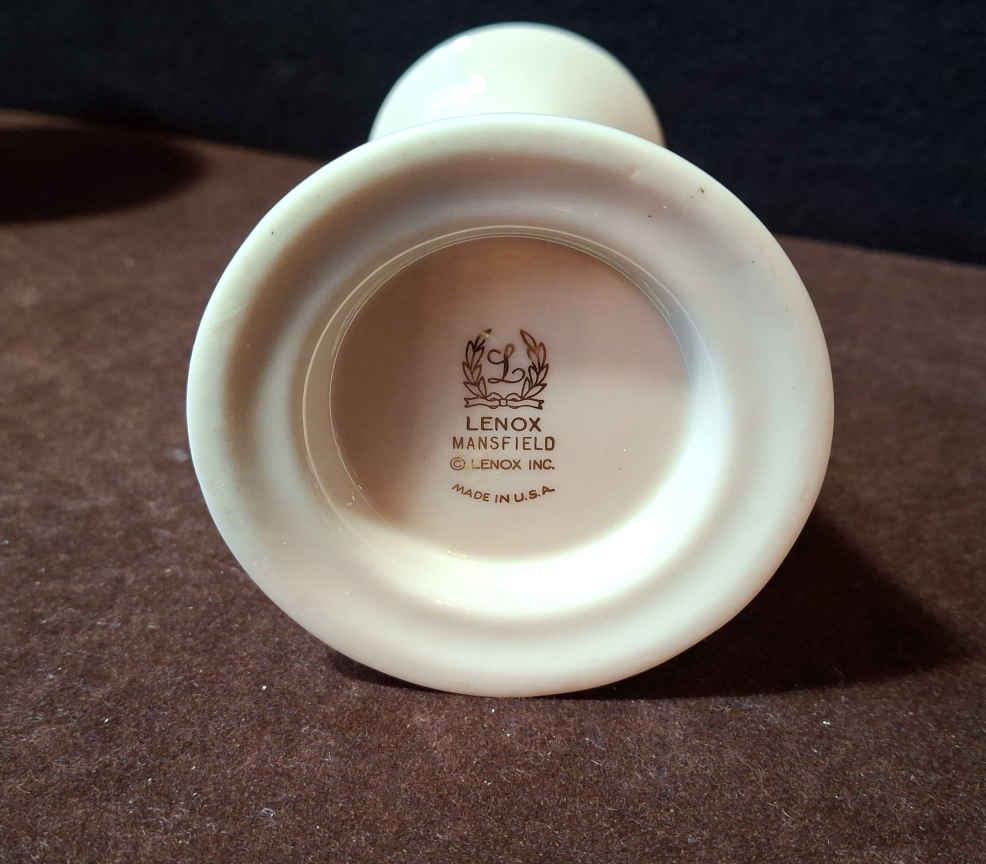 L
LENOX
MANSFIELD
© LENOX INC.
MADE IN U.S.A.